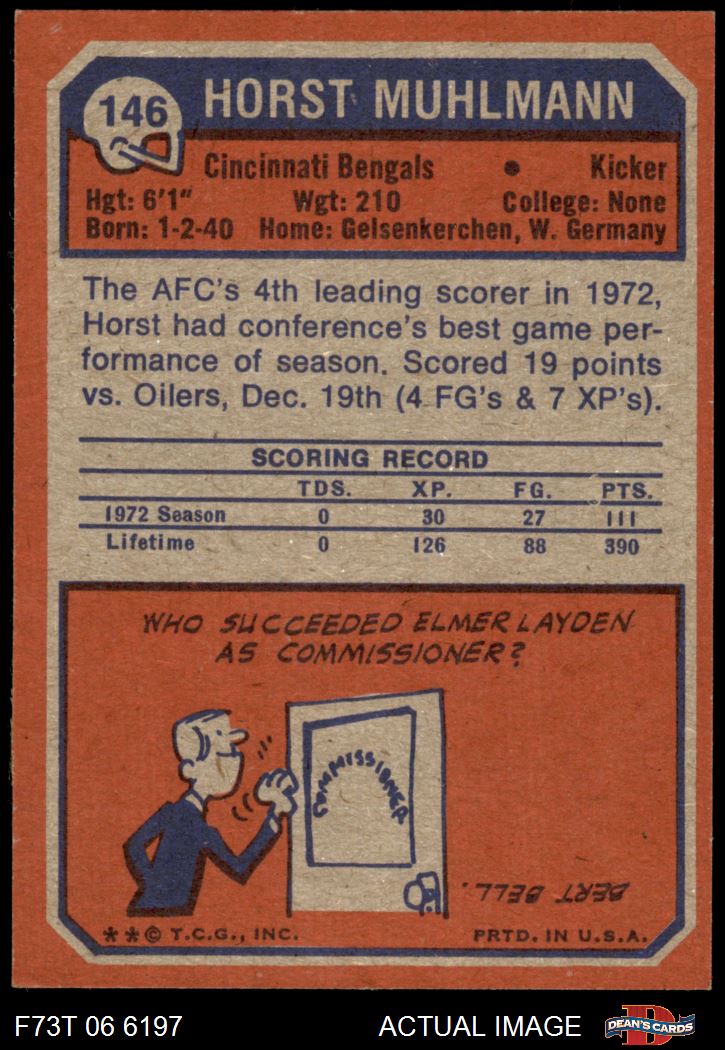 146
HORST MUHLMANN
Cincinnati Bengals • Kicker
Hgt: 6'1" Wgt: 210 College: None
Born: 1-2-40 Home: Gelsenkerchen, W. Germany
The AFC's 4th leading scorer in 1972,
Horst had conference's best game per-
formance of season. Scored 19 points
vs. Oilers, Dec. 19th (4 FG's & 7 XP's).
SCORING RECORD
TDS. XP. FG. PTS.
1972 Season 0 30 27 111
Lifetime 0 126 88 390
WHO SUCCEEDED ELMER LAYDEN
AS COMMISSIONER?
COMMISSIONER
BERT BELL.
**© T.C.G., INC. PRTD. IN U.S.A.
F73T 06 6197 ACTUAL IMAGE
D
DEAN'S CARDS